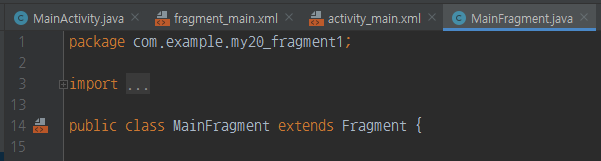 MainActivity.java fragment_main.xml activity_main.xml MainFragment.java
1 package com.example.my20_fragment1;
2
3 import ...
13
14 public class MainFragment extends Fragment {
15